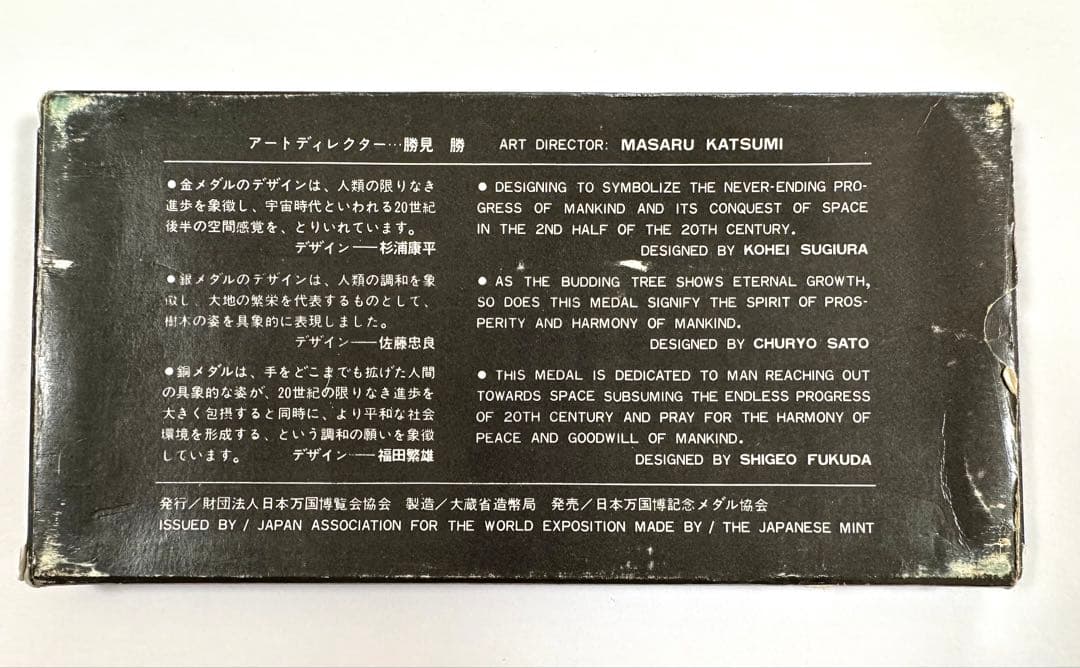 アートディレクター…勝見 勝 ART DIRECTOR: MASARU KATSUMI
●金メダルのデザインは、人類の限りなき
進歩を象徴し、宇宙時代といわれる20世紀
後半の空間感覚を、とりいれています。
デザイン──杉浦康平
●銀メダルのデザインは、人類の調和を象
徴し、大地の繁栄を代表するものとして、
樹木の姿を具象的に表現しました。
デザイン──佐藤忠良
●銅メダルは、手をどこまでも拡げた人間
の具象的な姿が、20世紀の限りなき進歩を
大きく包摂すると同時に、より平和な社会
環境を形成する、という調和の願いを象徴
しています。 デザイン──福田繁雄
● DESIGNING TO SYMBOLIZE THE NEVER-ENDING PRO-
GRESS OF MANKIND AND ITS CONQUEST OF SPACE
IN THE 2ND HALF OF THE 20TH CENTURY.
DESIGNED BY KOHEI SUGIURA
● AS THE BUDDING TREE SHOWS ETERNAL GROWTH,
SO DOES THIS MEDAL SIGNIFY THE SPIRIT OF PROS-
PERITY AND HARMONY OF MANKIND.
DESIGNED BY CHURYO SATO
● THIS MEDAL IS DEDICATED TO MAN REACHING OUT
TOWARDS SPACE SUBSUMING THE ENDLESS PROGRESS
OF 20TH CENTURY AND PRAY FOR THE HARMONY OF
PEACE AND GOODWILL OF MANKIND.
DESIGNED BY SHIGEO FUKUDA
発行／財団法人日本万国博覧会協会 製造／大蔵省造幣局 発売／日本万国博記念メダル協会
ISSUED BY / JAPAN ASSOCIATION FOR THE WORLD EXPOSITION MADE BY / THE JAPANESE MINT